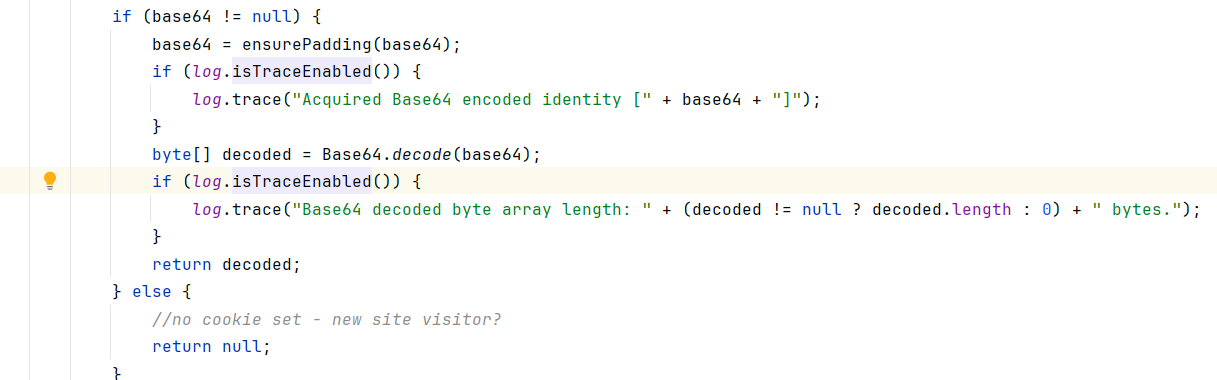 if (base64 != null) {
base64 = ensurePadding(base64);
if (log.isTraceEnabled()) {
log.trace("Acquired Base64 encoded identity [" + base64 + "]");
}
byte[] decoded = Base64.decode(base64);
if (log.isTraceEnabled()) {
log.trace("Base64 decoded byte array length: " + (decoded != null ? decoded.length : 0) + " bytes.");
}
return decoded;
} else {
//no cookie set - new site visitor?
return null;
}